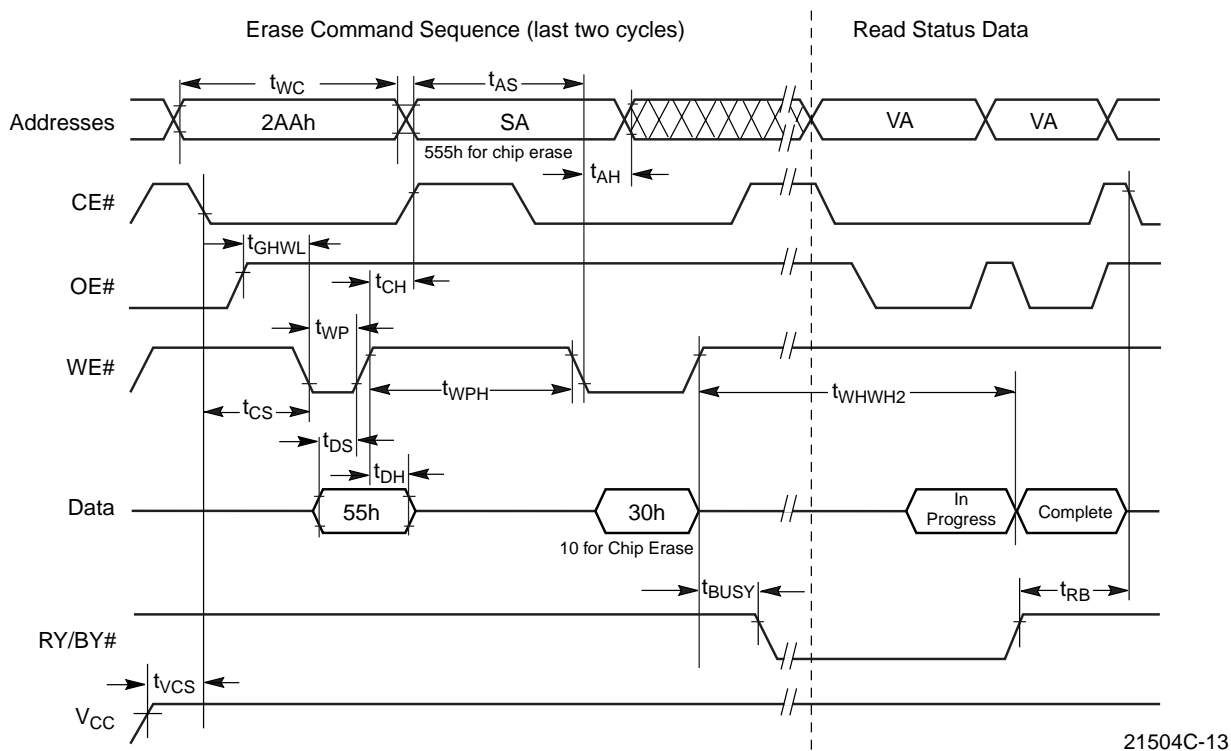 Erase Command Sequence (last two cycles)
Read Status Data
tWC
tAS
Addresses
2AAh
SA
VA
VA
555h for chip erase
tAH
CE#
tGHWL
OE#
tCH
tWP
WE#
tWPH
tWHWH2
tCS
tDS
tDH
Data
55h
30h
In
Progress
Complete
10 for Chip Erase
tBUSY
tRB
RY/BY#
tVCS
VCC
21504C-13